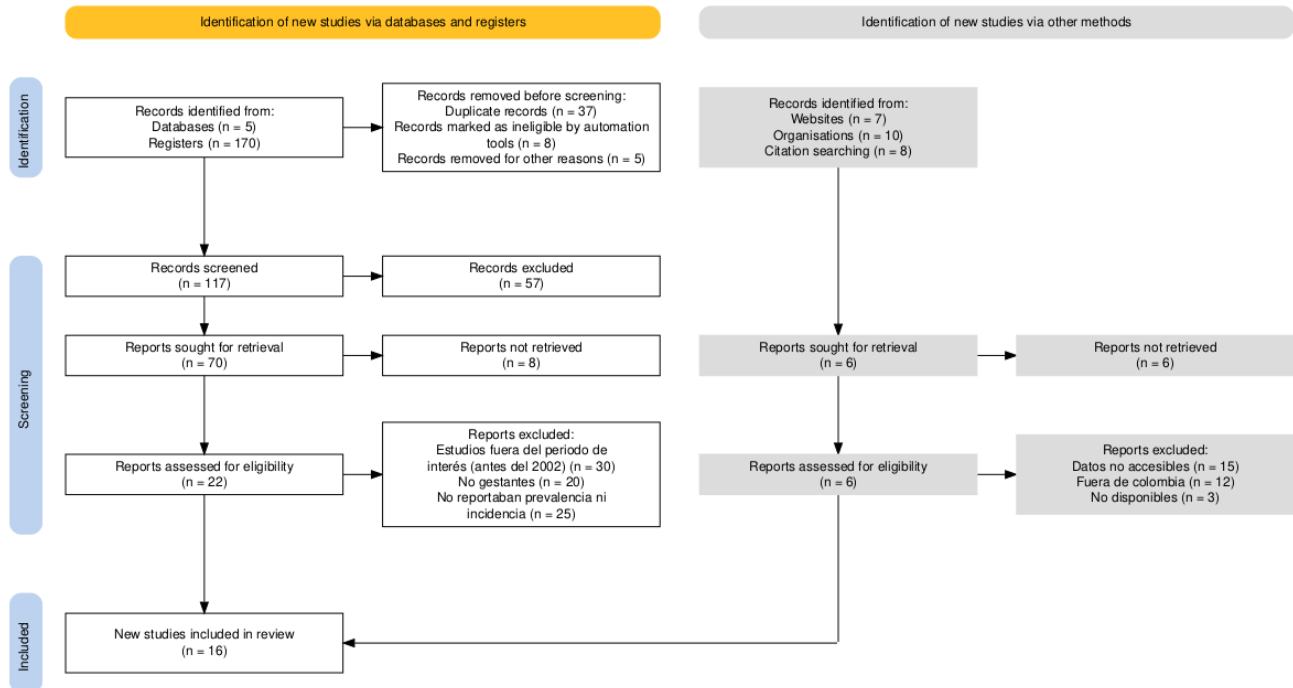 Identification of new studies via databases and registers
Identification of new studies via other methods
Identification
Records identified from:
Databases (n = 5)
Registers (n = 170)
Records removed before screening:
Duplicate records (n = 37)
Records marked as ineligible by automation
tools (n = 8)
Records removed for other reasons (n = 5)
Records identified from:
Websites (n = 7)
Organisations (n = 10)
Citation searching (n = 8)
Screening
Records screened
(n = 117)
Records excluded
(n = 57)
Reports sought for retrieval
(n = 70)
Reports not retrieved
(n = 8)
Reports sought for retrieval
(n = 6)
Reports not retrieved
(n = 6)
Reports assessed for eligibility
(n = 22)
Reports excluded:
Estudios fuera del periodo de
interés (antes del 2002) (n = 30)
No gestantes (n = 20)
No reportaban prevalencia ni
incidencia (n = 25)
Reports assessed for eligibility
(n = 6)
Reports excluded:
Datos no accesibles (n = 15)
Fuera de colombia (n = 12)
No disponibles (n = 3)
Included
New studies included in review
(n = 16)